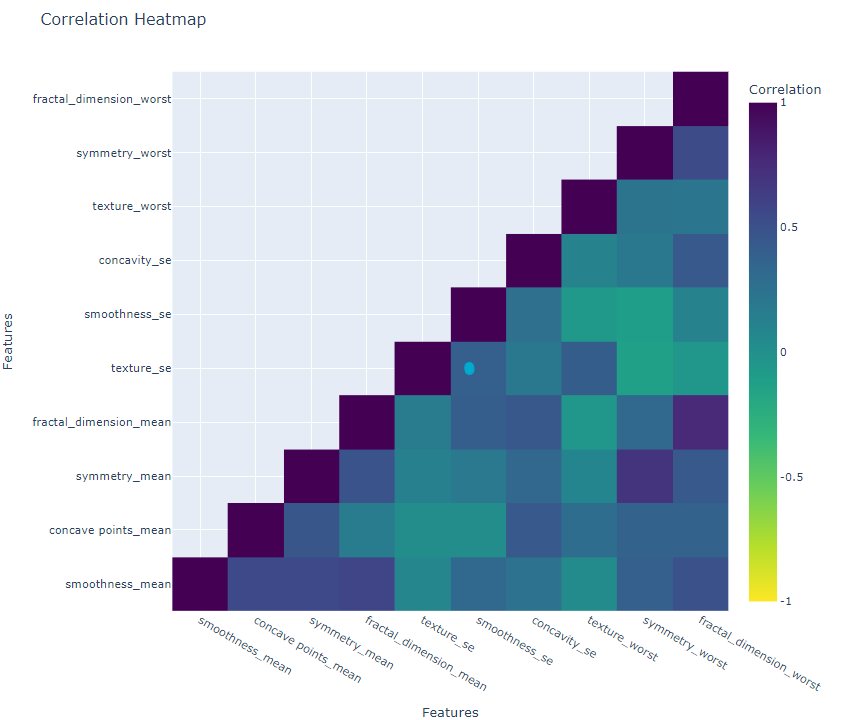 Correlation Heatmap
Correlation
1
0.5
0
-0.5
-1
Features
fractal_dimension_worst
symmetry_worst
texture_worst
concavity_se
smoothness_se
texture_se
fractal_dimension_mean
symmetry_mean
concave points_mean
smoothness_mean
smoothness_mean
concave points_mean
symmetry_mean
fractal_dimension_mean
texture_se
smoothness_se
concavity_se
texture_worst
symmetry_worst
fractal_dimension_worst
Features